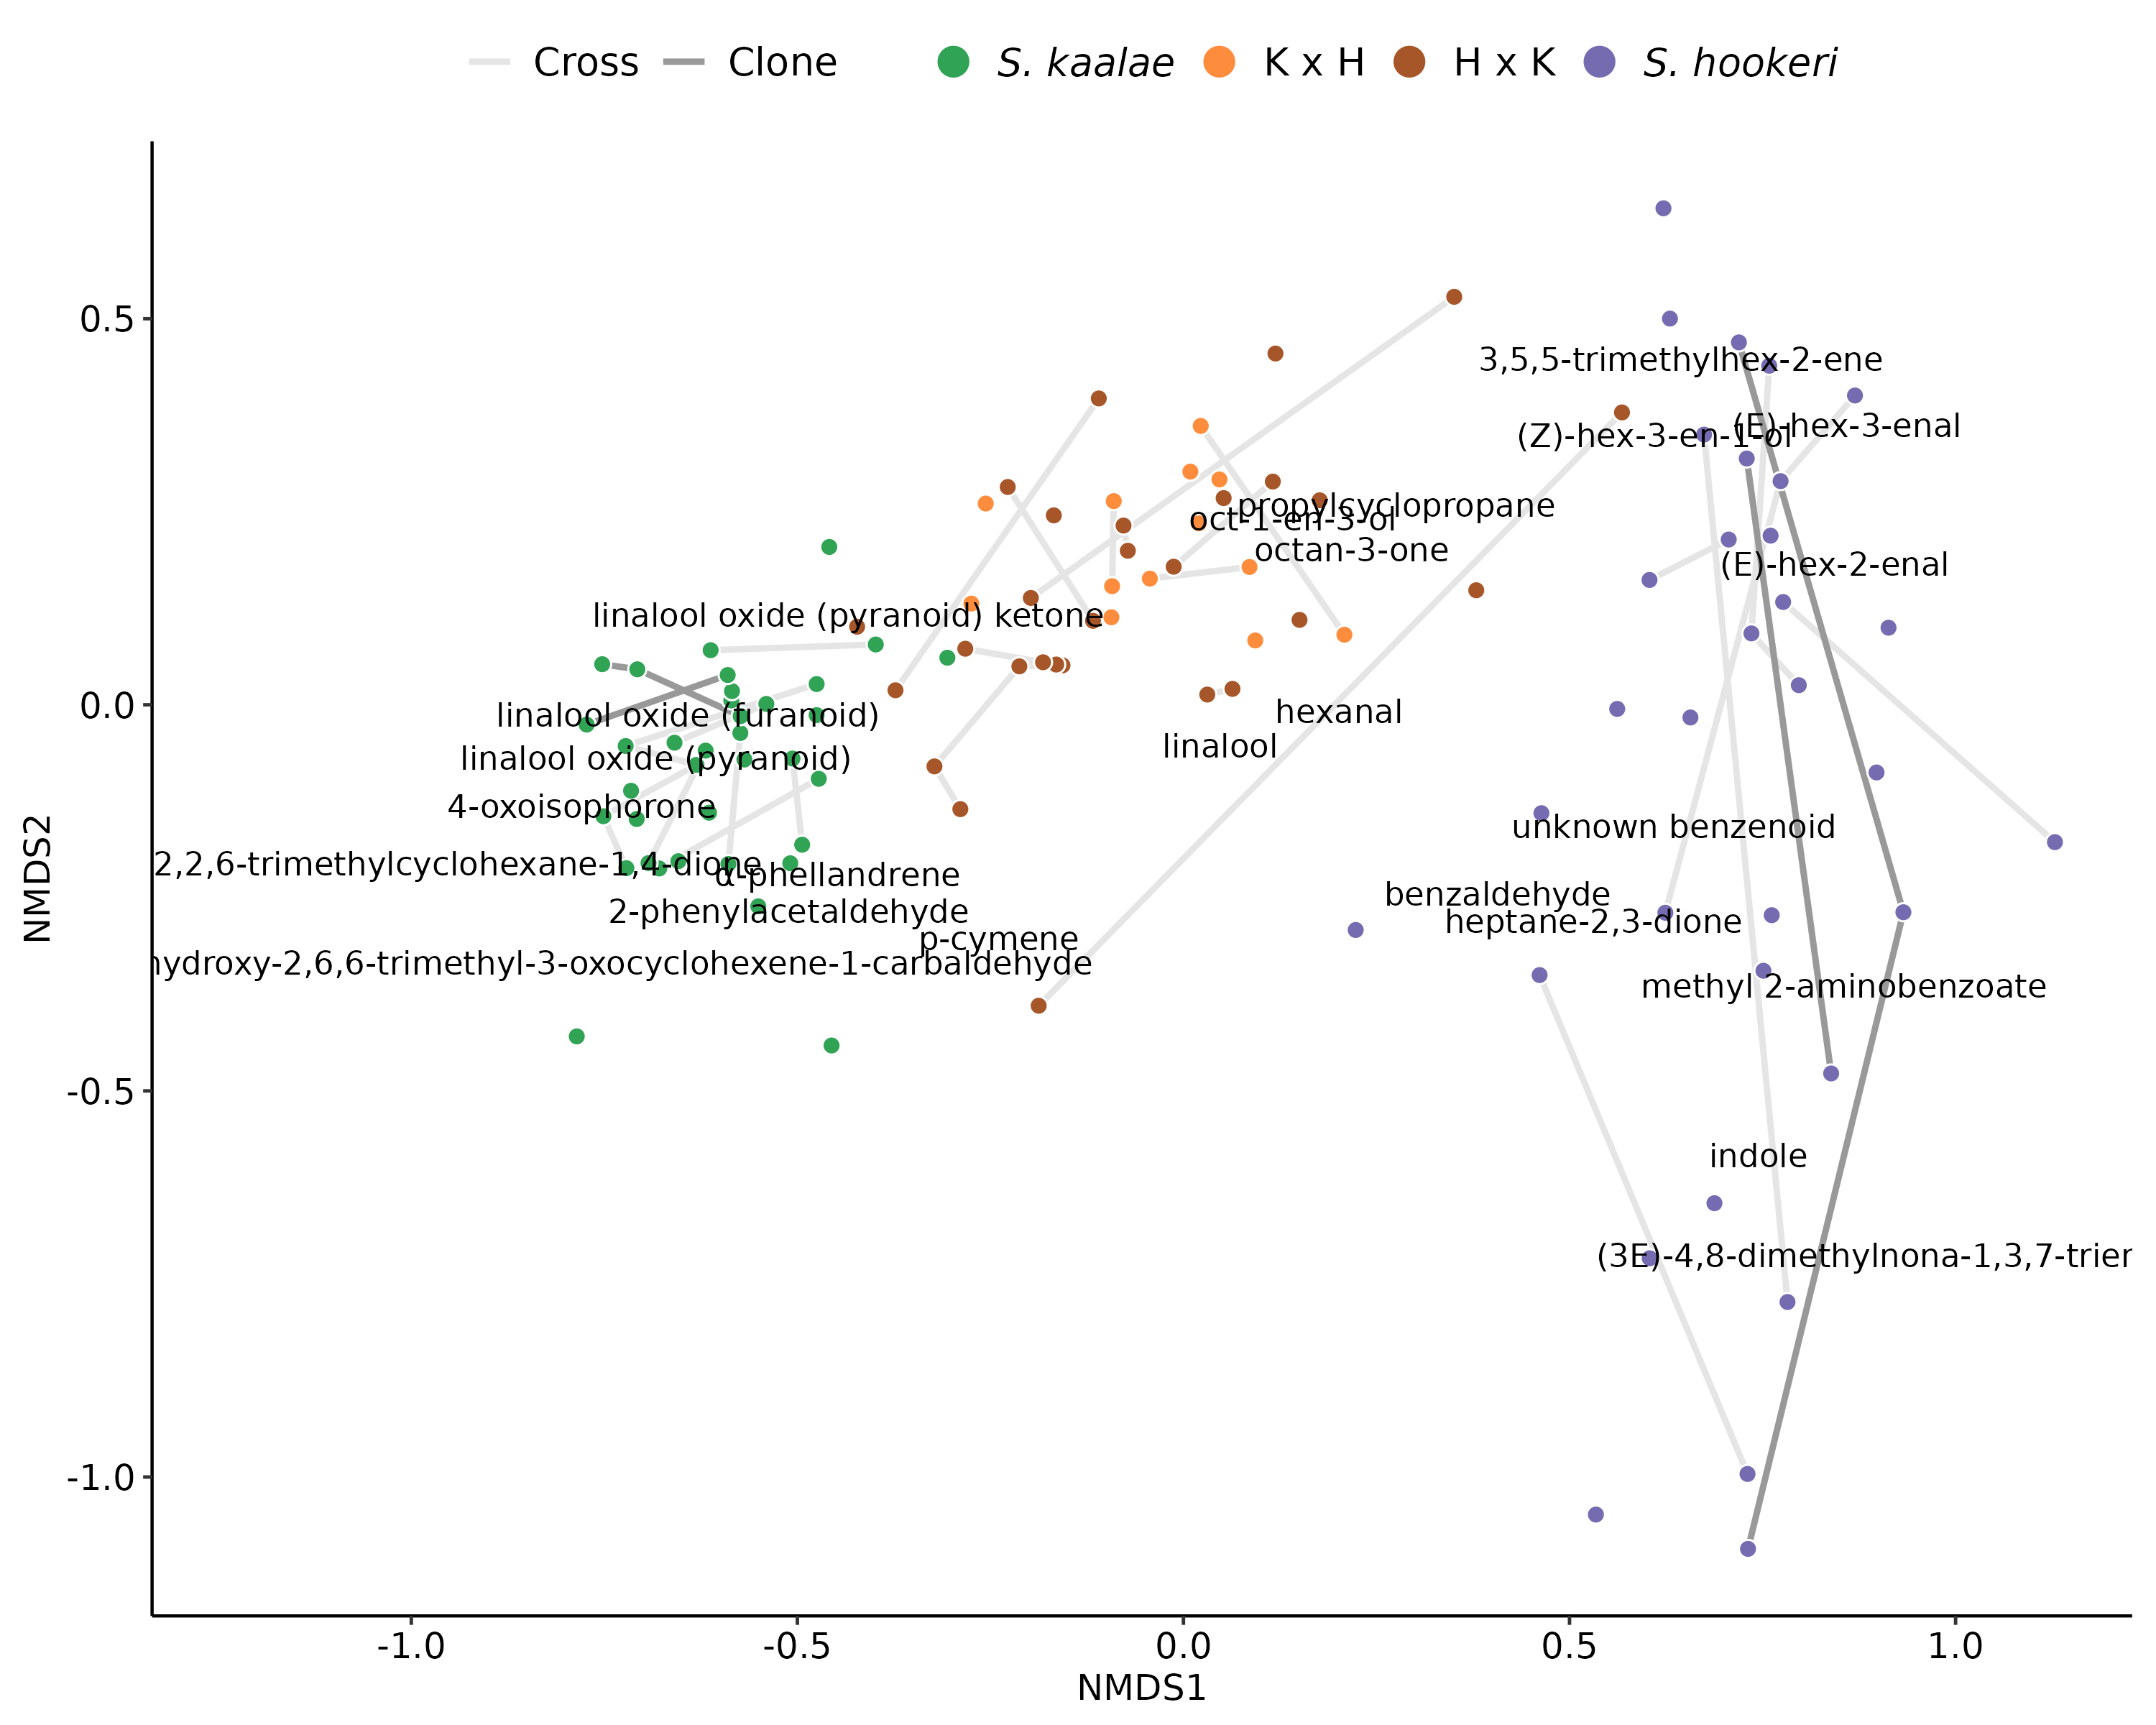 Cross Clone S. kaalae K x H H x K S. hookeri
NMDS2
0.5
0.0
-0.5
-1.0
3,5,5-trimethylhex-2-ene
(E)-hex-3-enal
(Z)-hex-3-en-1-ol
propylcyclopropane
oct-1-en-3-ol
octan-3-one
(E)-hex-2-enal
linalool oxide (pyranoid) ketone
linalool oxide (furanoid)
hexanal
linalool
linalool oxide (pyranoid)
4-oxoisophorone
unknown benzenoid
2,2,6-trimethylcyclohexane-1,4-dione
α-phellandrene
benzaldehyde
2-phenylacetaldehyde
heptane-2,3-dione
p-cymene
hydroxy-2,6,6-trimethyl-3-oxocyclohexene-1-carbaldehyde
methyl 2-aminobenzoate
indole
(3E)-4,8-dimethylnona-1,3,7-trier
-1.0 -0.5 0.0 0.5 1.0
NMDS1